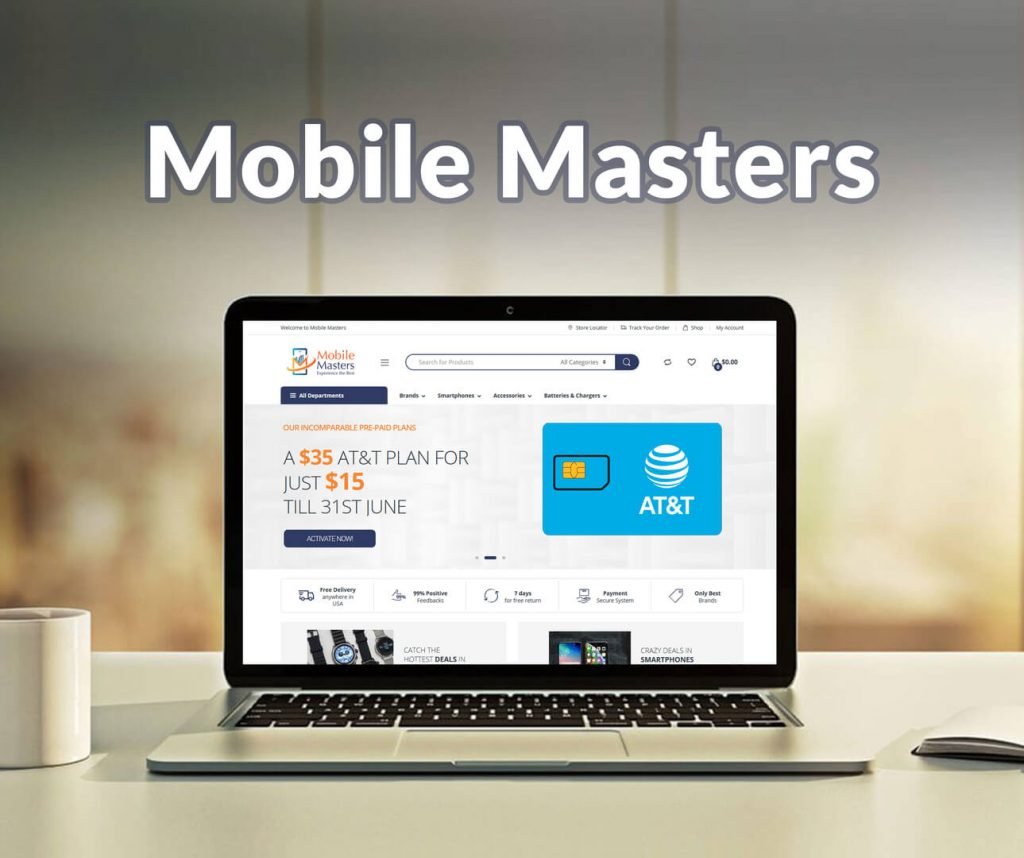 Mobile Masters
Welcome to Mobile Masters
Store Locator
Track Your Order
Shop
My Account
Mobile
Masters
Experience the Best
Search for Products
All Categories
0
$0.00
All Departments
Brands
Smartphones
Accessories
Batteries & Chargers
OUR INCOMPARABLE PRE-PAID PLANS
A $35 AT&T PLAN FOR
JUST $15
TILL 31ST JUNE
ACTIVATE NOW!
AT&T
Free Delivery
anywhere in
USA
99% Positive
Feedbacks
7 days
for free return
Payment
Secure System
Only Best
Brands
CATCH THE
HOTTEST DEALS IN
CRAZY DEALS IN
SMARTPHONES